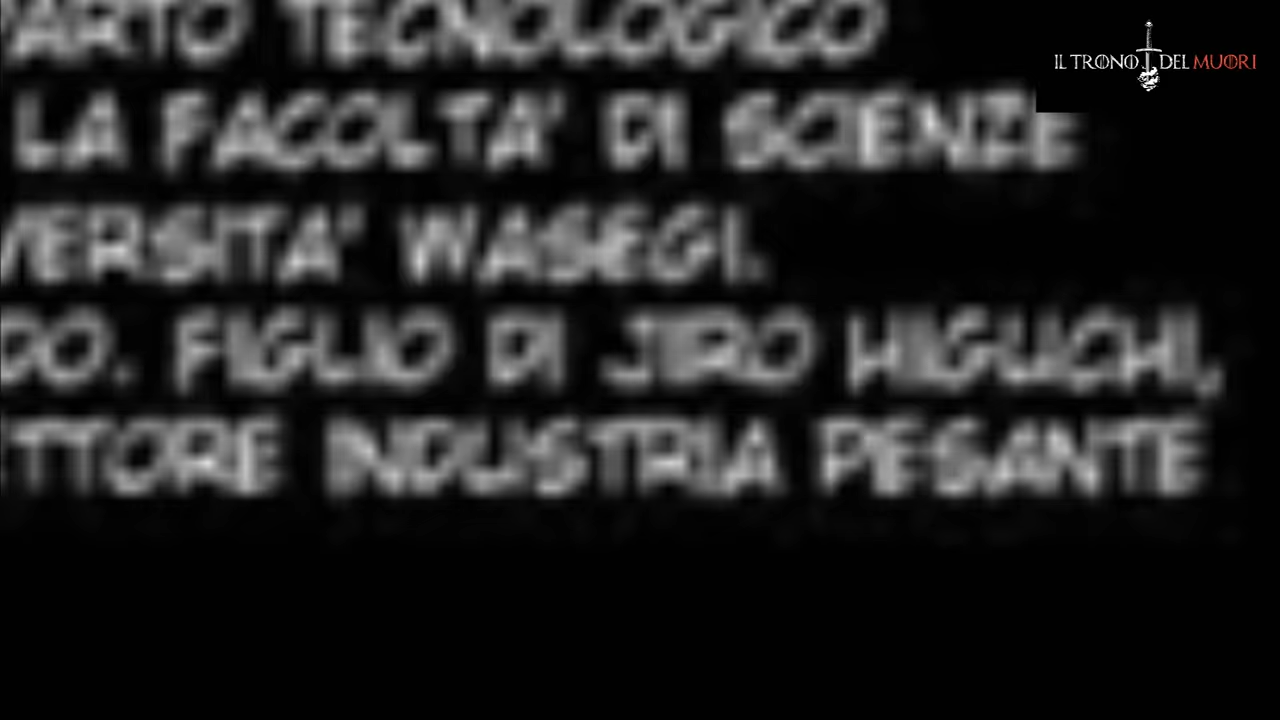 ARTO TECNOLOGICO
IL TRONO DEL MUORI
LA FACOLTA' DI SCIENZE
VERSITA' WASEGI.
DO. FIGLIO DI JIRO HIGUCHI,
TTORE INDUSTRIA PESANTE